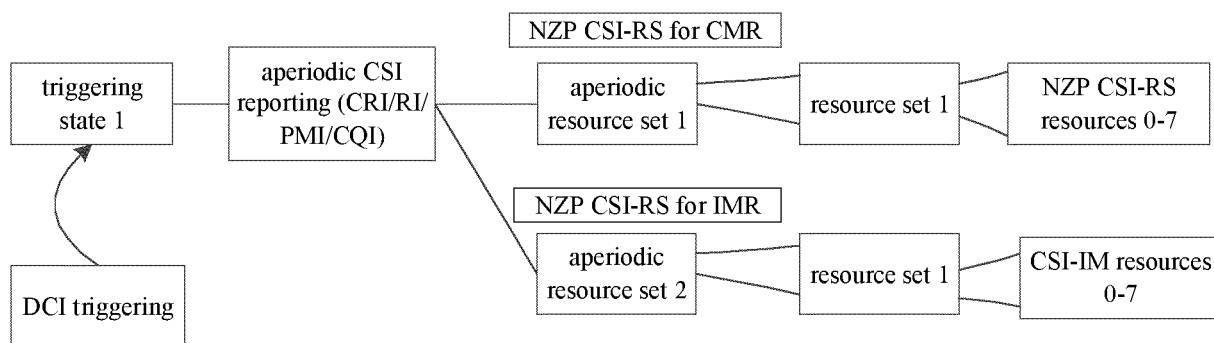 NZP CSI-RS for CMR
triggering
state 1
aperiodic CSI
reporting (CRI/RI/
PMI/CQI)
aperiodic
resource set 1
resource set 1
NZP CSI-RS
resources 0-7
NZP CSI-RS for IMR
DCI triggering
aperiodic
resource set 2
resource set 1
CSI-IM resources
0-7